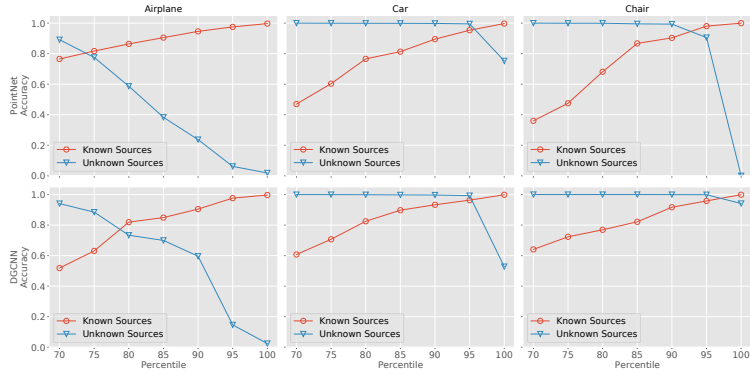 Airplane Car Chair
PointNet
Accuracy
1.0
0.8
0.6
0.4
0.2
0.0
Known Sources
Unknown Sources
Known Sources
Unknown Sources
Known Sources
Unknown Sources
DGCNN
Accuracy
1.0
0.8
0.6
0.4
0.2
0.0
Known Sources
Unknown Sources
Known Sources
Unknown Sources
Known Sources
Unknown Sources
70 75 80 85 90 95 100
70 75 80 85 90 95 100
70 75 80 85 90 95 100
Percentile Percentile Percentile